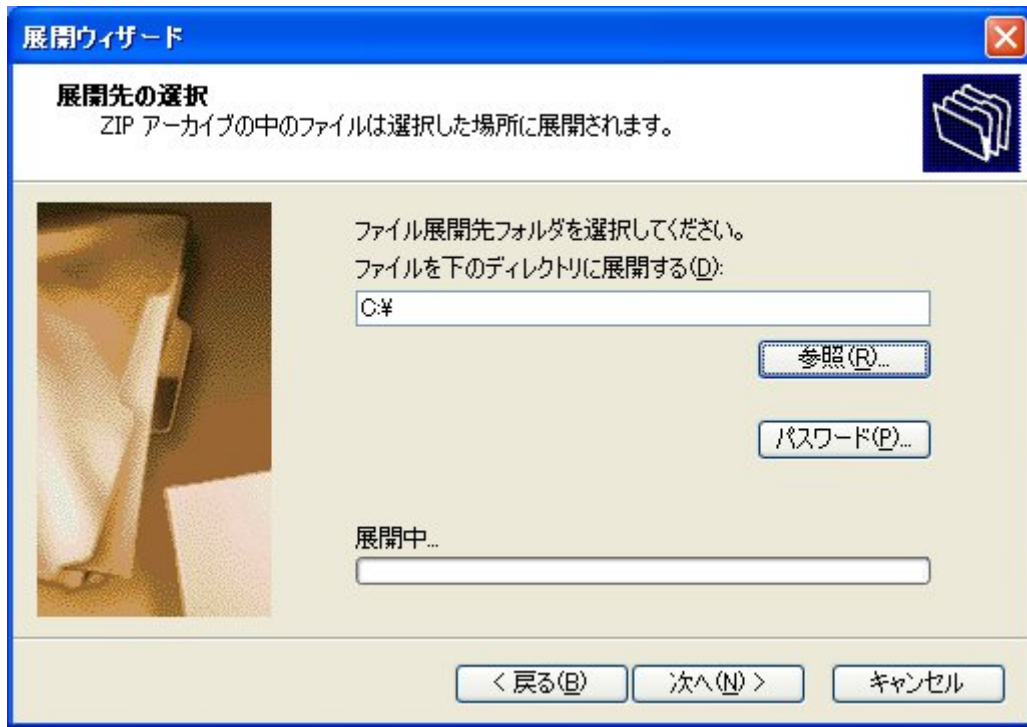 展開ウィザード
展開先の選択
ZIP アーカイブの中のファイルは選択した場所に展開されます。
ファイル展開先フォルダを選択してください。
ファイルを下のディレクトリに展開する(D):
C:¥
参照(R)...
パスワード(P)...
展開中...
< 戻る(B) 次へ(N) > キャンセル